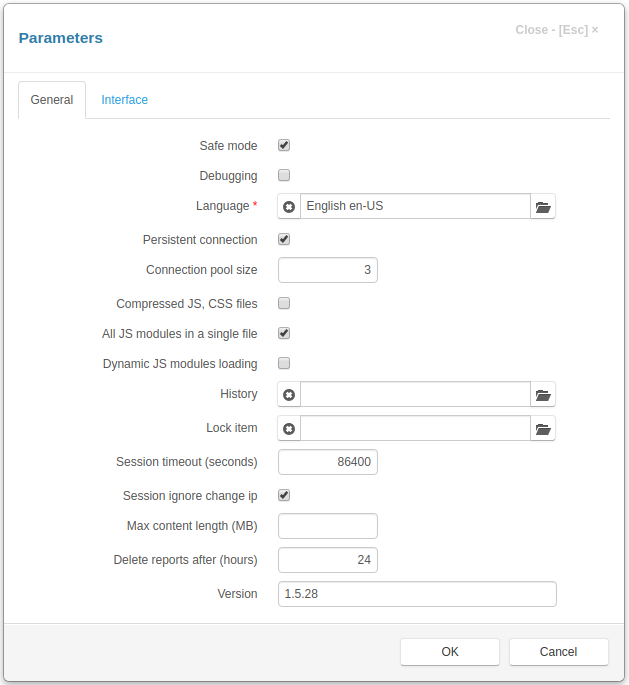 Parameters
Close - [Esc] ×
General Interface
Safe mode
Debugging
Language * English en-US
Persistent connection
Connection pool size 3
Compressed JS, CSS files
All JS modules in a single file
Dynamic JS modules loading
History
Lock item
Session timeout (seconds) 86400
Session ignore change ip
Max content length (MB)
Delete reports after (hours) 24
Version 1.5.28
OK Cancel